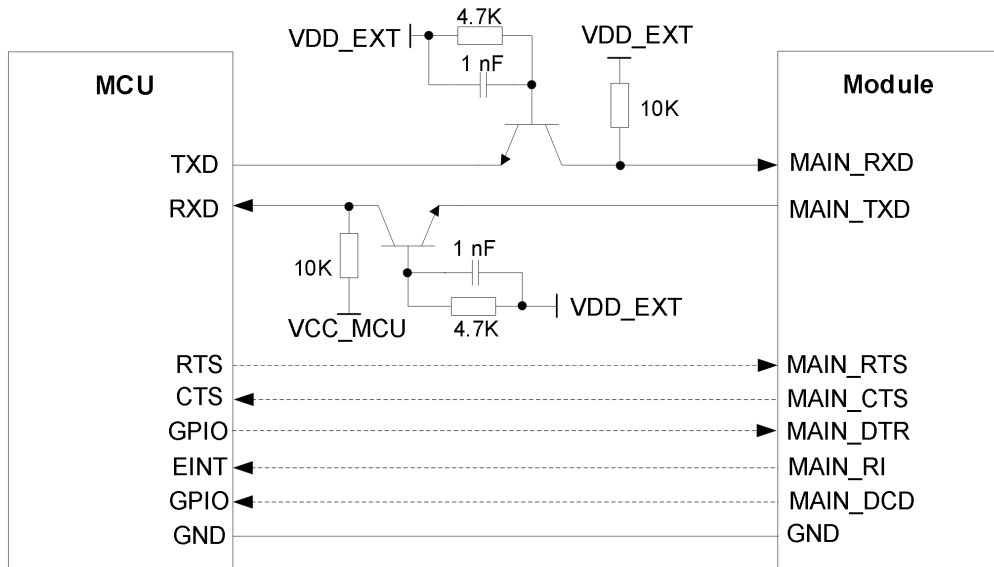 4.7K
VDD_EXT
VDD_EXT
1 nF
MCU
Module
10K
TXD
MAIN_RXD
RXD
MAIN_TXD
1 nF
10K
VDD_EXT
VCC_MCU
4.7K
RTS
MAIN_RTS
CTS
MAIN_CTS
GPIO
MAIN_DTR
EINT
MAIN_RI
GPIO
MAIN_DCD
GND
GND